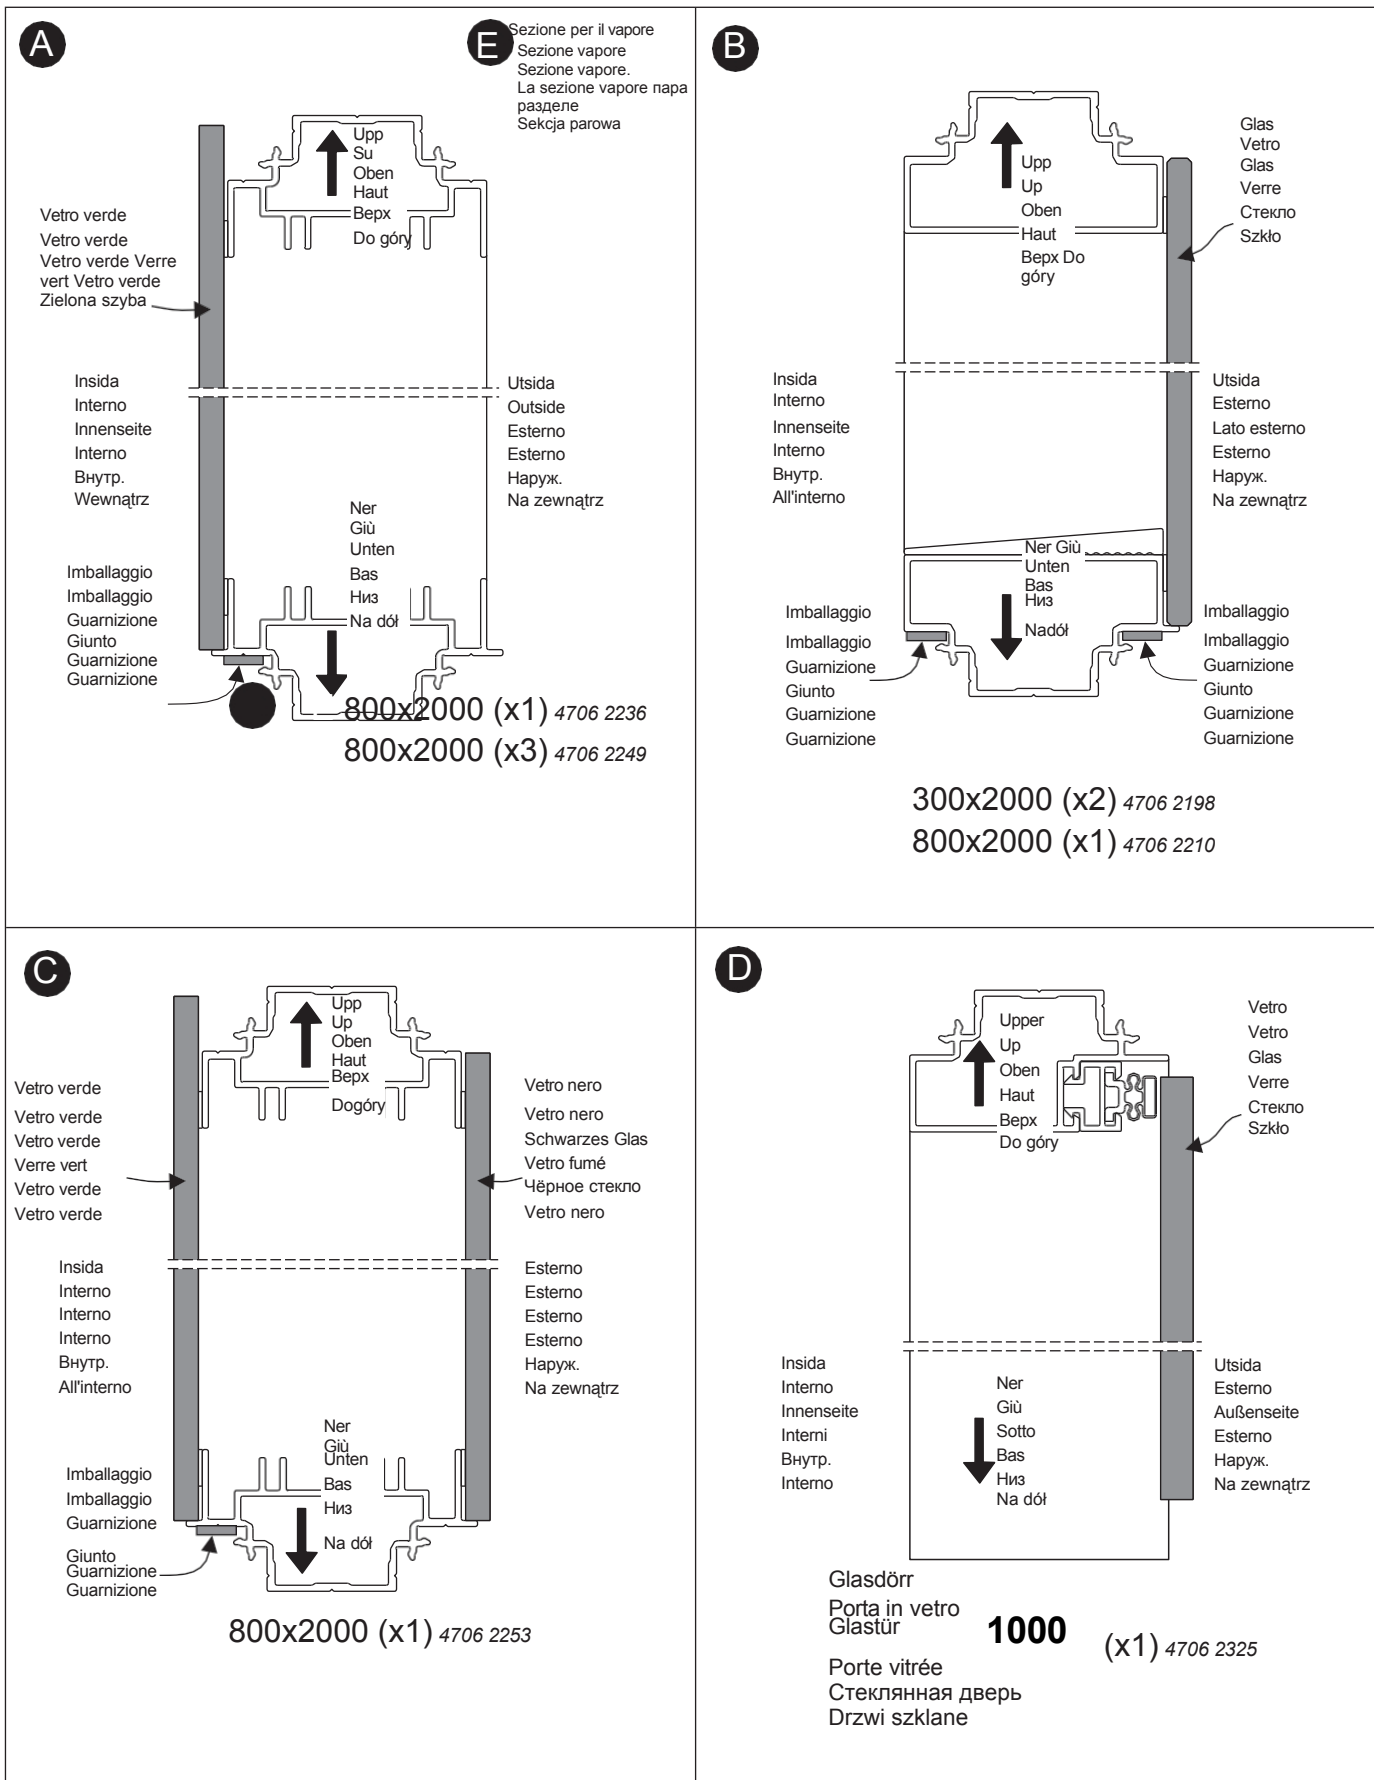 A
E
Sezione per il vapore
Sezione vapore
Sezione vapore.
La sezione vapore пара
разделе
Sekcja parowa
Upp
Su
Oben
Haut
Верх
Do góry
Vetro verde
Vetro verde
Vetro verde Verre
vert Vetro verde
Zielona szyba
Insida
Interno
Innenseite
Interno
Внутр.
Wewnątrz
Utsida
Outside
Esterno
Esterno
Наруж.
Na zewnątrz
Ner
Giù
Unten
Bas
Низ
Na dół
Imballaggio
Imballaggio
Guarnizione
Giunto
Guarnizione
Guarnizione
800x2000 (x1) 4706 2236
800x2000 (x3) 4706 2249
B
Upp
Up
Oben
Haut
Верх Do
góry
Glas
Vetro
Glas
Verre
Стекло
Szkło
Insida
Interno
Innenseite
Interno
Внутр.
All'interno
Utsida
Esterno
Lato esterno
Esterno
Наруж.
Na zewnątrz
Ner Giù
Unten
Bas
Низ
Nadół
Imballaggio
Imballaggio
Guarnizione
Giunto
Guarnizione
Guarnizione
Imballaggio
Imballaggio
Guarnizione
Giunto
Guarnizione
Guarnizione
300x2000 (x2) 4706 2198
800x2000 (x1) 4706 2210
C
Upp
Up
Oben
Haut
Верх
Dogóry
Vetro verde
Vetro verde
Vetro verde
Verre vert
Vetro verde
Vetro verde
Vetro nero
Vetro nero
Schwarzes Glas
Vetro fumé
Чёрное стекло
Vetro nero
Insida
Interno
Interno
Interno
Внутр.
All'interno
Esterno
Esterno
Esterno
Esterno
Наруж.
Na zewnątrz
Ner
Giù
Unten
Bas
Низ
Na dół
Imballaggio
Imballaggio
Guarnizione
Giunto
Guarnizione
Guarnizione
800x2000 (x1) 4706 2253
D
Upper
Up
Oben
Haut
Верх
Do góry
Vetro
Vetro
Glas
Verre
Стекло
Szkło
Insida
Interno
Innenseite
Interni
Внутр.
Interno
Utsida
Esterno
Außenseite
Esterno
Наруж.
Na zewnątrz
Ner
Giù
Sotto
Bas
Низ
Na dół
Glasdörr
Porta in vetro
Glastür
Porte vitrée
Стеклянная дверь
Drzwi szklane
1000
(x1) 4706 2325